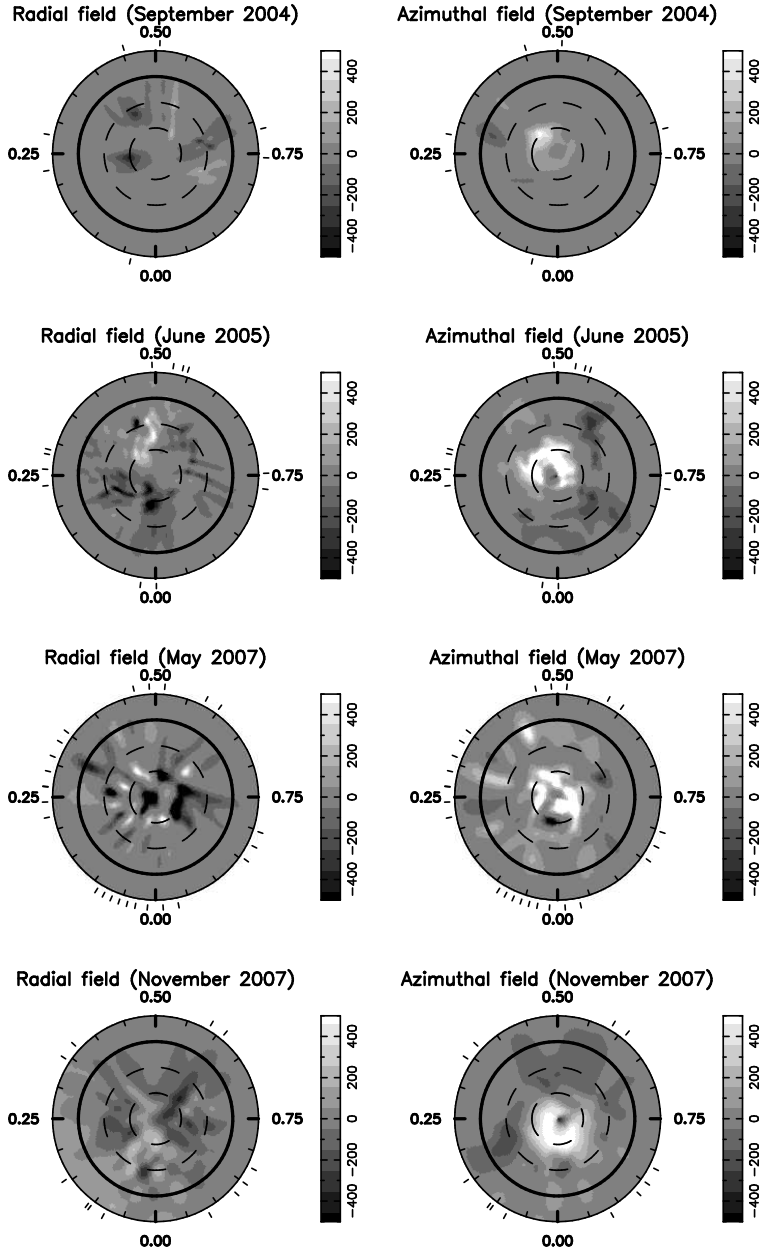 Radial field (September 2004) Azimuthal field (September 2004)
0.50 0.50
0.25 0.75 0.75
0.00 0.00
−400 −200 0 200 400 −400 −200 0 200 400
Radial field (June 2005) Azimuthal field (June 2005)
0.50 0.50
0.25 0.25 0.75 0.75
0.00 0.00
−400 −200 0 200 400 −400 −200 0 200 400
Radial field (May 2007) Azimuthal field (May 2007)
0.50 0.50
0.25 0.25 0.75 0.75
0.00 0.00
−400 −200 0 200 400 −400 −200 0 200 400
Radial field (November 2007) Azimuthal field (November 2007)
0.50 0.50
0.25 0.25 0.75 0.75
0.00 0.00
−400 −200 0 200 400 −400 −200 0 200 400